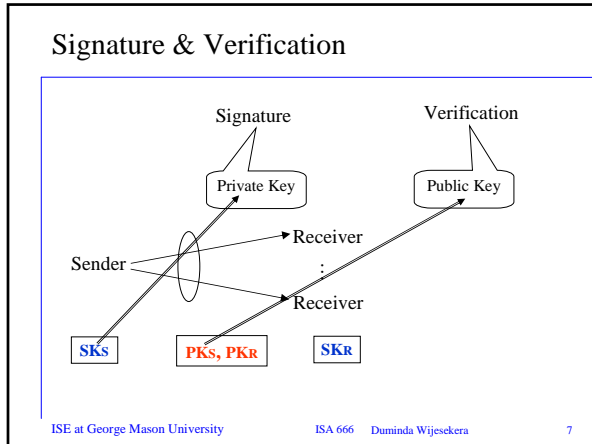 Signature & Verification
Signature
Verification
Private Key
Public Key
Receiver
Sender
:
Receiver
SKS
PKS, PKR
SKR
ISE at George Mason University ISA 666 Duminda Wijesekera 7